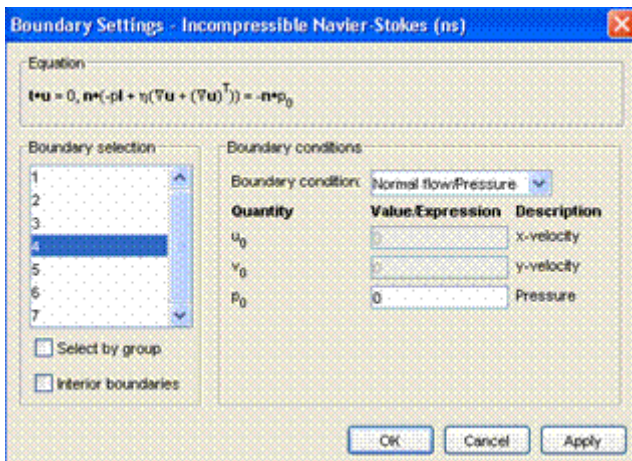 Boundary Settings - Incompressible Navier-Stokes (ns)
Equation
t•u = 0, n•(-pI + η(∇u + (∇u)ᵀ)) = -n•p₀
Boundary selection
1
2
3
4
5
6
7
Select by group
Interior boundaries
Boundary conditions
Boundary condition: Normal flow/Pressure
Quantity Value/Expression Description
u₀ 0 x-velocity
v₀ 0 y-velocity
p₀ 0 Pressure
OK Cancel Apply